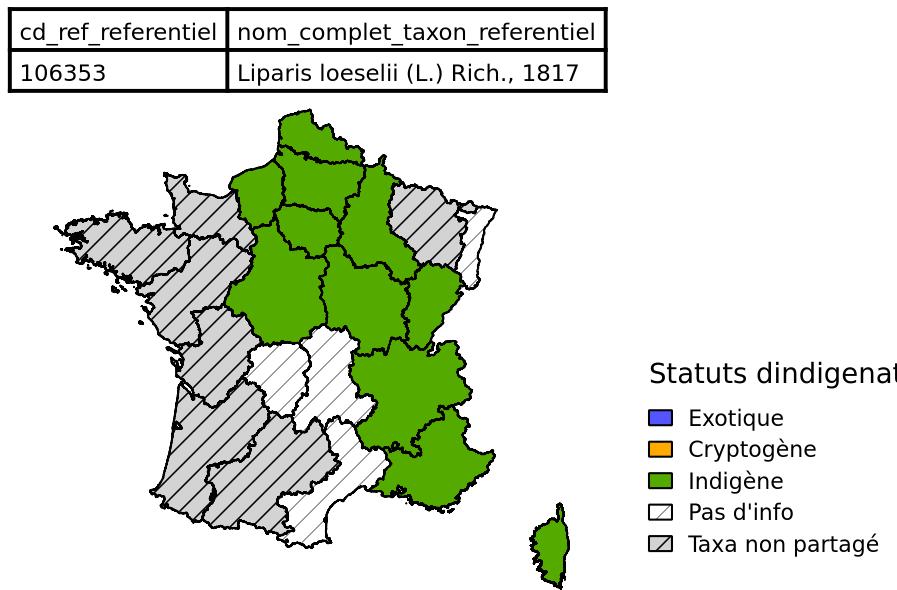 cd_ref_referentiel nom_complet_taxon_referentiel
106353 Liparis loeselii (L.) Rich., 1817
Statuts dindigenat
Exotique
Cryptogène
Indigène
Pas d'info
Taxa non partagé